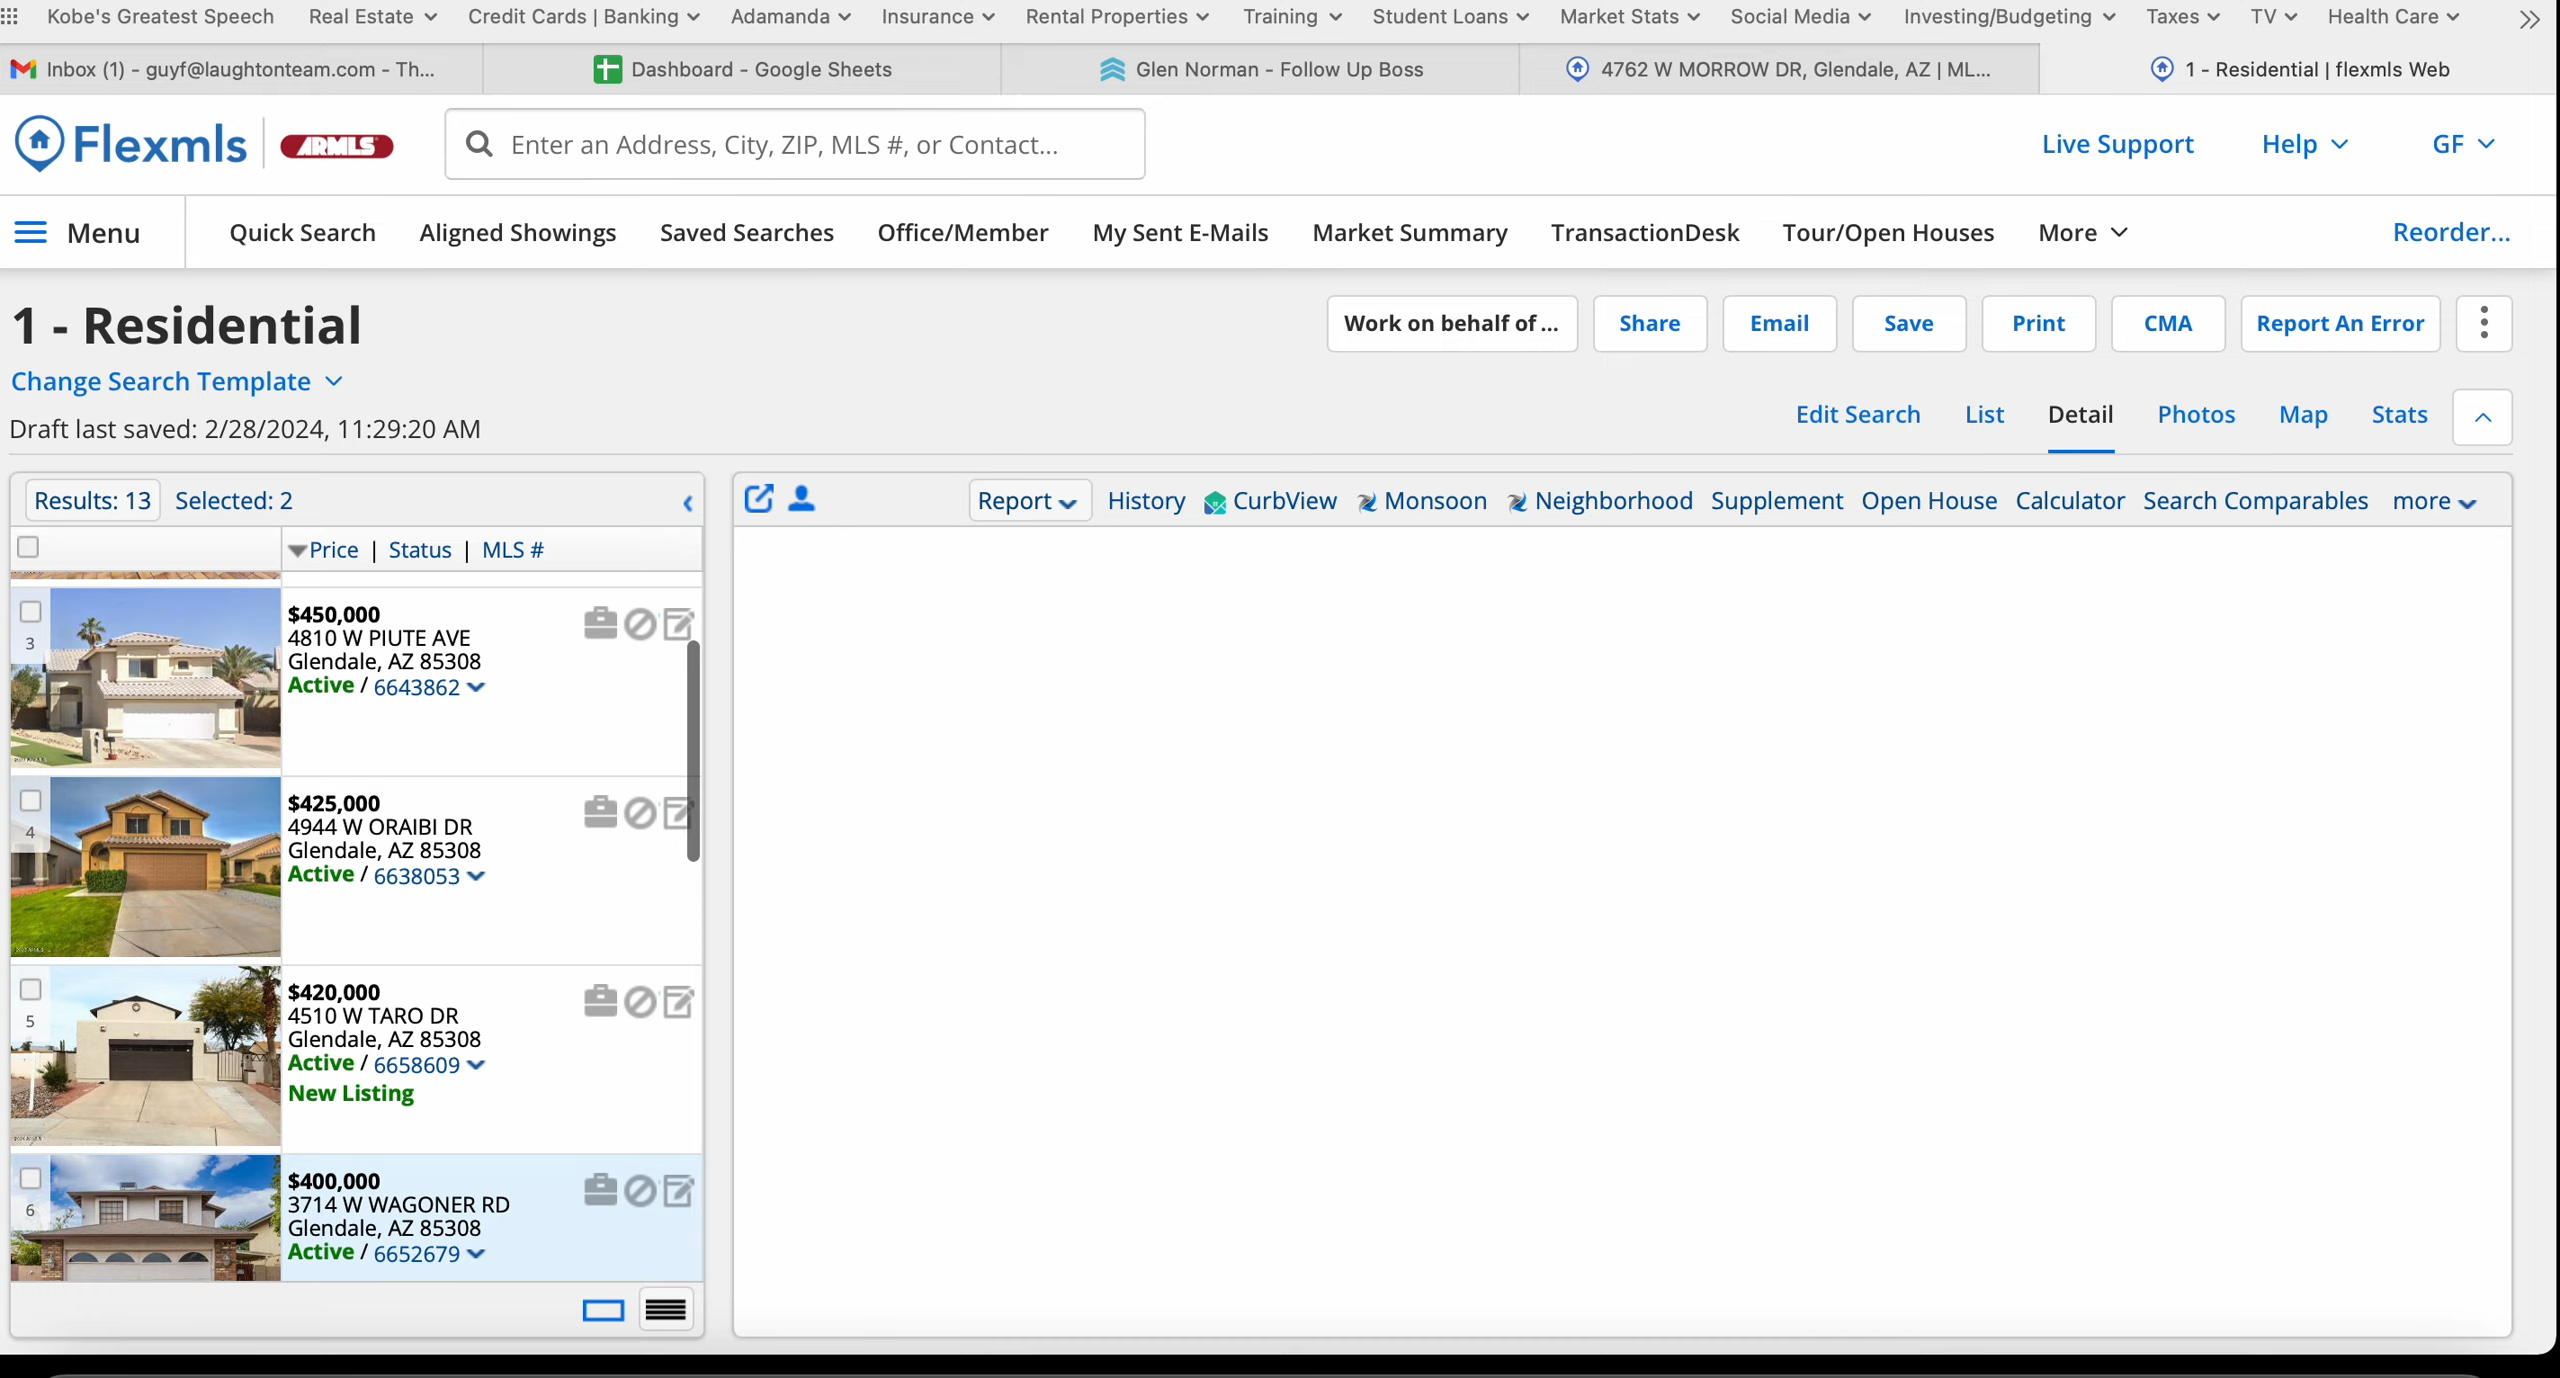 Kobe's Greatest Speech Real Estate Credit Cards | Banking Adamanda Insurance Rental Properties Training Student Loans Market Stats Social Media Investing/Budgeting Taxes TV Health Care
Inbox (1) - guyf@laughtonteam.com - Th... Dashboard - Google Sheets Glen Norman - Follow Up Boss 4762 W MORROW DR, Glendale, AZ | ML... 1 - Residential | flexmls Web
Flexmls ARMLS Enter an Address, City, ZIP, MLS #, or Contact... Live Support Help GF
Menu Quick Search Aligned Showings Saved Searches Office/Member My Sent E-Mails Market Summary TransactionDesk Tour/Open Houses More Reorder...
1 - Residential Work on behalf of ... Share Email Save Print CMA Report An Error
Change Search Template
Draft last saved: 2/28/2024, 11:29:20 AM Edit Search List Detail Photos Map Stats
Results: 13 Selected: 2 Report History CurbView Monsoon Neighborhood Supplement Open House Calculator Search Comparables more
Price | Status | MLS #
3 $450,000
4810 W PIUTE AVE
Glendale, AZ 85308
Active / 6643862
4 $425,000
4944 W ORAIBI DR
Glendale, AZ 85308
Active / 6638053
5 $420,000
4510 W TARO DR
Glendale, AZ 85308
Active / 6658609
New Listing
6 $400,000
3714 W WAGONER RD
Glendale, AZ 85308
Active / 6652679